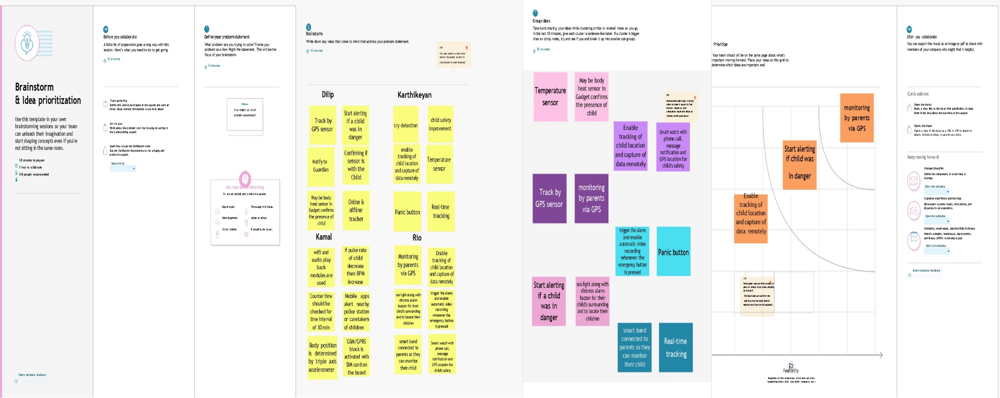 Brainstorm
& Idea prioritization
Use this template in your own
brainstorming sessions so your team
can unleash their imagination and
start shaping concepts even if you're
not sitting in the same room.
10 minutes to prepare
1 hour to collaborate
2-8 people recommended
Share template feedback
Before you collaborate
A little bit of preparation goes a long way with this
session. Here's what you need to do to get going.
10 minutes
Team gathering
Define who should participate in the session and send an
invite. Share relevant information or pre-work ahead.
Set the goal
Think about the problem you'll be focusing on solving in
the brainstorming session.
Learn how to use the facilitation tools
Use the Facilitation Superpowers to run a happy and
productive session.
Open article
1
Define your problem statement
What problem are you trying to solve? Frame your
problem as a How Might We statement. This will be the
focus of your brainstorm.
5 minutes
PROBLEM
How might we [your
problem statement]?
Key rules of brainstorming
To run an smooth and productive session
Stay in topic.
Encourage wild ideas.
Defer judgment.
Listen to others.
Go for volume.
If possible, be visual.
2
Brainstorm
Write down any ideas that come to mind that address your problem statement.
10 minutes
TIP
You can select a sticky note
and hit the pencil [switch to
sketch] icon to start drawing!
Dilip
Track by
GPS sensor
Start alerting
if a child
was in
danger
Notify to
Guardian
Confirming if
sensor is
with the
Child
May be body
heat sensor in
Gadget confirms
the presence of
child
Online &
offline
tracker
Karthikeyan
cry detection
child safety
improvement
enable
tracking of
child location
and capture of
data remotely
Temperature
sensor
Panic button
Real-time
tracking
Kamal
wifi and
audio play
back
modules are
used
if pulse rate
of child
decrease
then BPM
increase
Counter time
should be
checked for
time interval
of 30 min
Mobile apps
alert nearby
police station
or caretakers
of children
Body position
is determined
by triple axis
accelerometer
GSM/GPRS
block is
activated with
SIM card on
the board
Rio
Monitoring
by parents
via GPS
Enable
tracking of
child location
and capture of
data remotely
sos light along with
distress alarm
buzzer for their
child's surrounding
and to locate their
children
trigger the alarm
and enable
automatic video
recording
whenever the
emergency button
is pressed
smart band
connected to
parents so they
can monitor
their child
Smart watch with
phone call,
message
notification and
GPS location for
child's safety
3
Group ideas
Take turns sharing your ideas while clustering similar or related notes as you go.
In the last 10 minutes, give each cluster a sentence-like label. If a cluster is bigger
than six sticky notes, try and see if you and break it up into smaller sub-groups.
20 minutes
Temperature
sensor
May be body
heat sensor in
Gadget confirms
the presence of
child
TIP
Add customizable tags to sticky
notes to make it easier to find
browse, organize, and
categorize important ideas as
themes within your mural
Enable
tracking of
child location
and capture of
data remotely
Smart watch with
phone call,
message
notification and
GPS location for
child's safety
Track by
GPS sensor
monitoring
by parents
via GPS
trigger the alarm
and enable
automatic video
recording
whenever the
emergency button
is pressed
Panic button
Start alerting
if a child
was in
danger
sos light along with
distress alarm
buzzer for their
child's surrounding
and to locate their
children
smart band
connected to
parents so they
can monitor
their child
Real-time
tracking
Prioritize
Your team should all be on the same page about what's
important moving forward. Place your ideas on this grid to
determine which ideas are important and
monitoring
by parents
via GPS
Start alerting
if child was
In danger
Enable
tracking of
child location
and capture of
data remotely
TIP
Feasibility
After you collaborate
You can export the mural as an image or pdf to share with
members of your company who might find it helpful.
Quick add-ons
Share the mural
Share a view link to the mural with stakeholders to keep
them in the loop about the outcomes of the session.
Export the mural
Export a copy of the mural as a PNG or PDF to attach to
emails, include in slides, or save in your drive.
Keep moving forward
Strategy blueprint
Define the components of a new idea or
strategy.
Open the template
Customer experience journey map
Understand customer needs, motivations, and
obstacles for an experience.
Open the template
Strengths, weaknesses, opportunities & threats
Identify strengths, weaknesses, opportunities,
and threats (SWOT) to develop a plan.
Open the template
Share template feedback